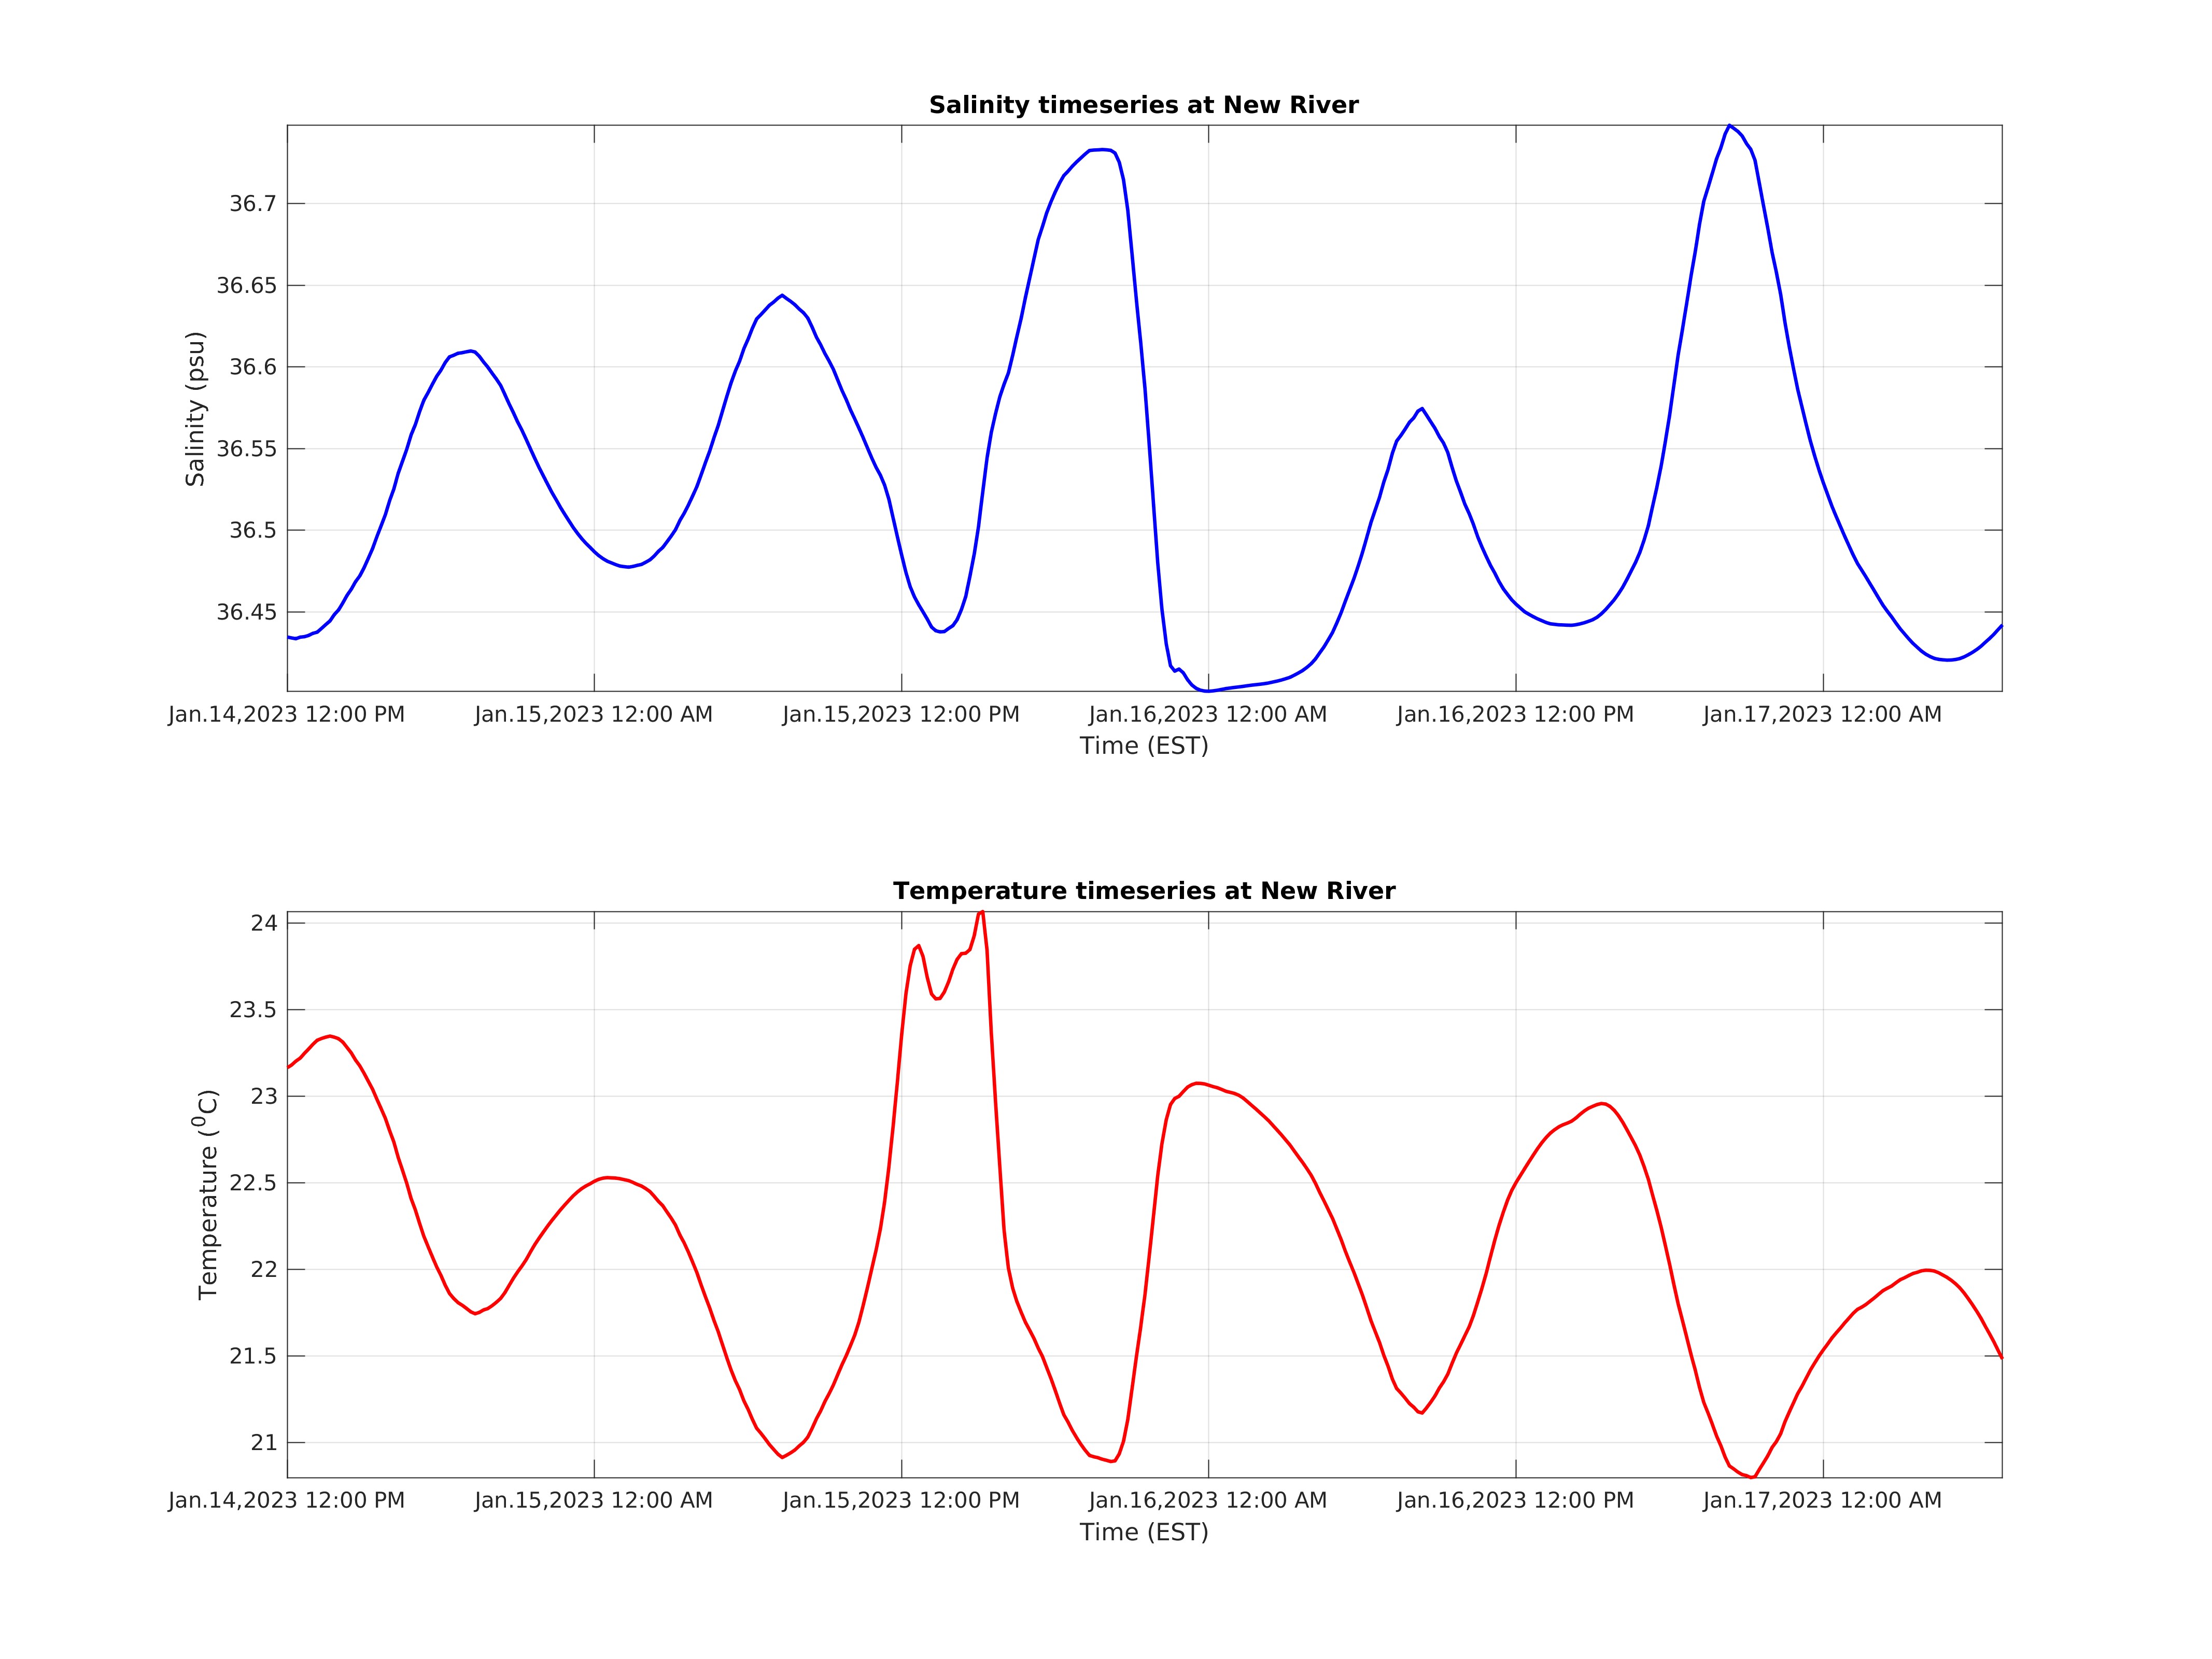 Salinity timeseries at New River
36.7
36.65
36.6
36.55
36.5
36.45
Salinity (psu)
Jan.14,2023 12:00 PM Jan.15,2023 12:00 AM Jan.15,2023 12:00 PM Jan.16,2023 12:00 AM Jan.16,2023 12:00 PM Jan.17,2023 12:00 AM
Time (EST)
Temperature timeseries at New River
24
23.5
23
22.5
22
21.5
21
Temperature (⁰C)
Jan.14,2023 12:00 PM Jan.15,2023 12:00 AM Jan.15,2023 12:00 PM Jan.16,2023 12:00 AM Jan.16,2023 12:00 PM Jan.17,2023 12:00 AM
Time (EST)